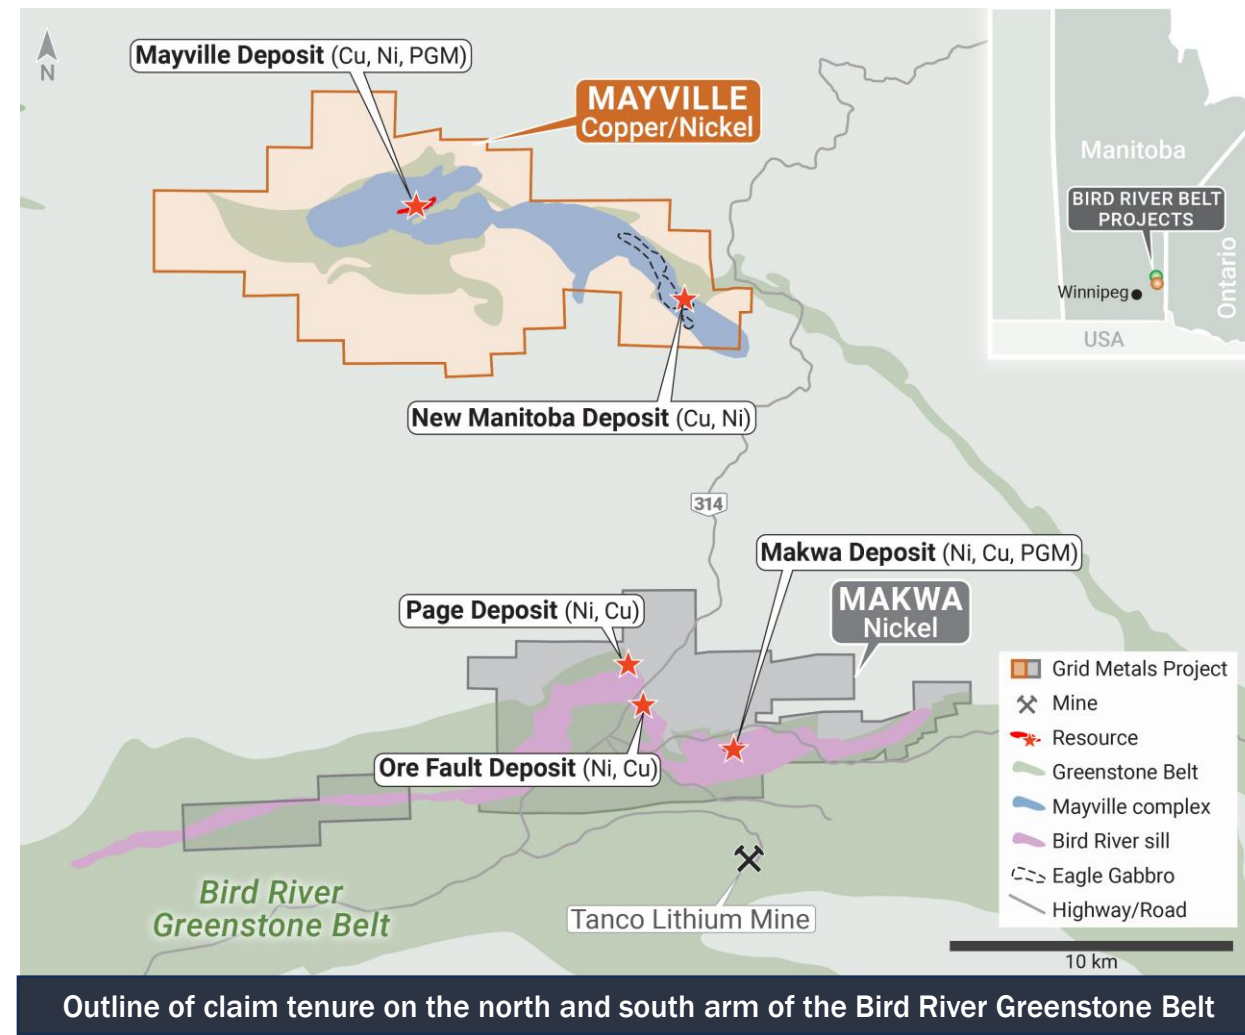 N
Mayville Deposit (Cu, Ni, PGM)
MAYVILLE
Copper/Nickel
Manitoba
BIRD RIVER BELT
PROJECTS
Ontario
Winnipeg
USA
New Manitoba Deposit (Cu, Ni)
314
Makwa Deposit (Ni, Cu, PGM)
MAKWA
Nickel
Page Deposit (Ni, Cu)
Ore Fault Deposit (Ni, Cu)
Grid Metals Project
Mine
Resource
Greenstone Belt
Mayville complex
Bird River sill
Eagle Gabbro
Highway/Road
Bird River
Greenstone Belt
Tanco Lithium Mine
10 km
Outline of claim tenure on the north and south arm of the Bird River Greenstone Belt